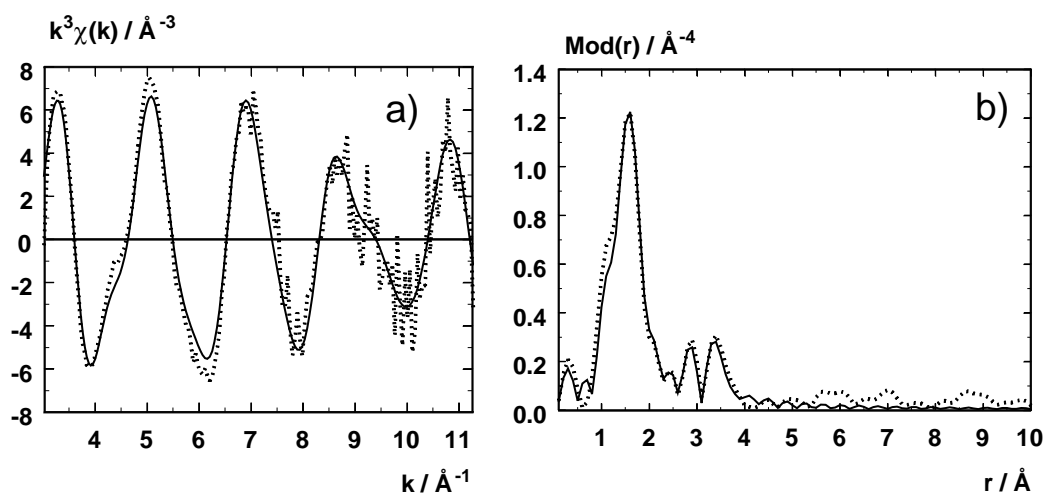 k³χ(k) / Å⁻³
a)
8
6
4
2
0
-2
-4
-6
-8
4 5 6 7 8 9 10 11
k / Å⁻¹
Mod(r) / Å⁻⁴
b)
1.4
1.2
1.0
0.8
0.6
0.4
0.2
0.0
1 2 3 4 5 6 7 8 9 10
r / Å